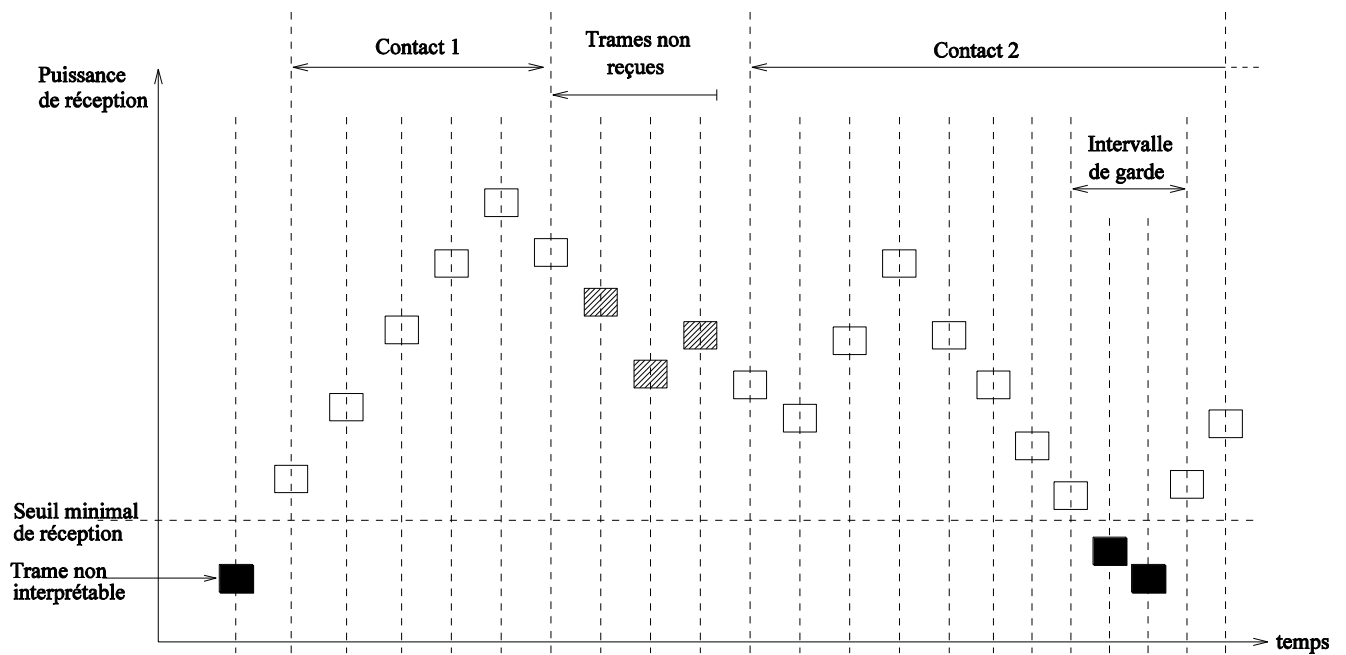 Contact 1
Trames non
reçues
Contact 2
Puissance
de réception
Intervalle
de garde
Seuil minimal
de réception
Trame non
interprétable
temps